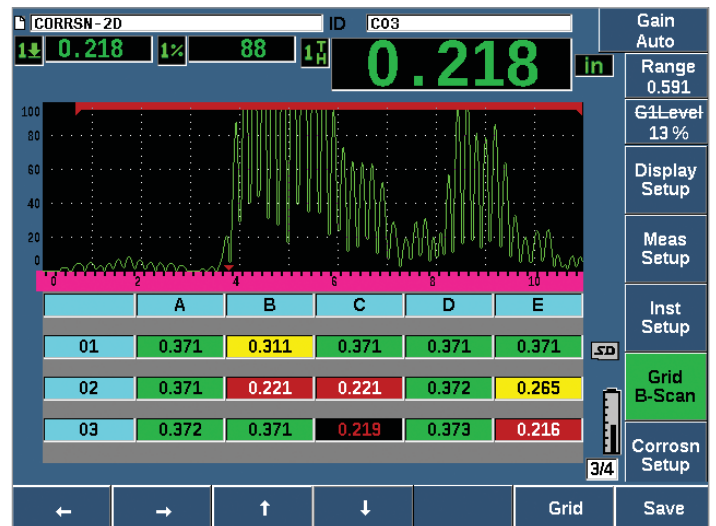 CORRSN-2D ID C03 Gain Auto
1 0.218 1% 88 1 T H 0.218 in
Range 0.591
G1Level 13 %
Display Setup
Meas Setup
Inst Setup
Grid B-Scan
Corrosn Setup
100
80
60
40
20
0
0 2 4 6 8 10
A B C D E
01 0.371 0.311 0.371 0.371 0.371
02 0.371 0.221 0.221 0.372 0.265
03 0.372 0.371 0.219 0.373 0.216
SD
3/4
← → ↑ ↓ Grid Save